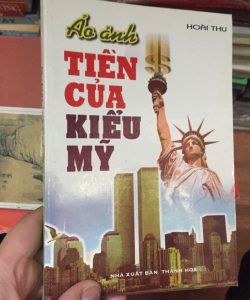 HOÀI THU
Ảo ảnh
TIỀN $$
CỦA
KIỀU
MỸ
NHÀ XUẤT BẢN THANH HÓA